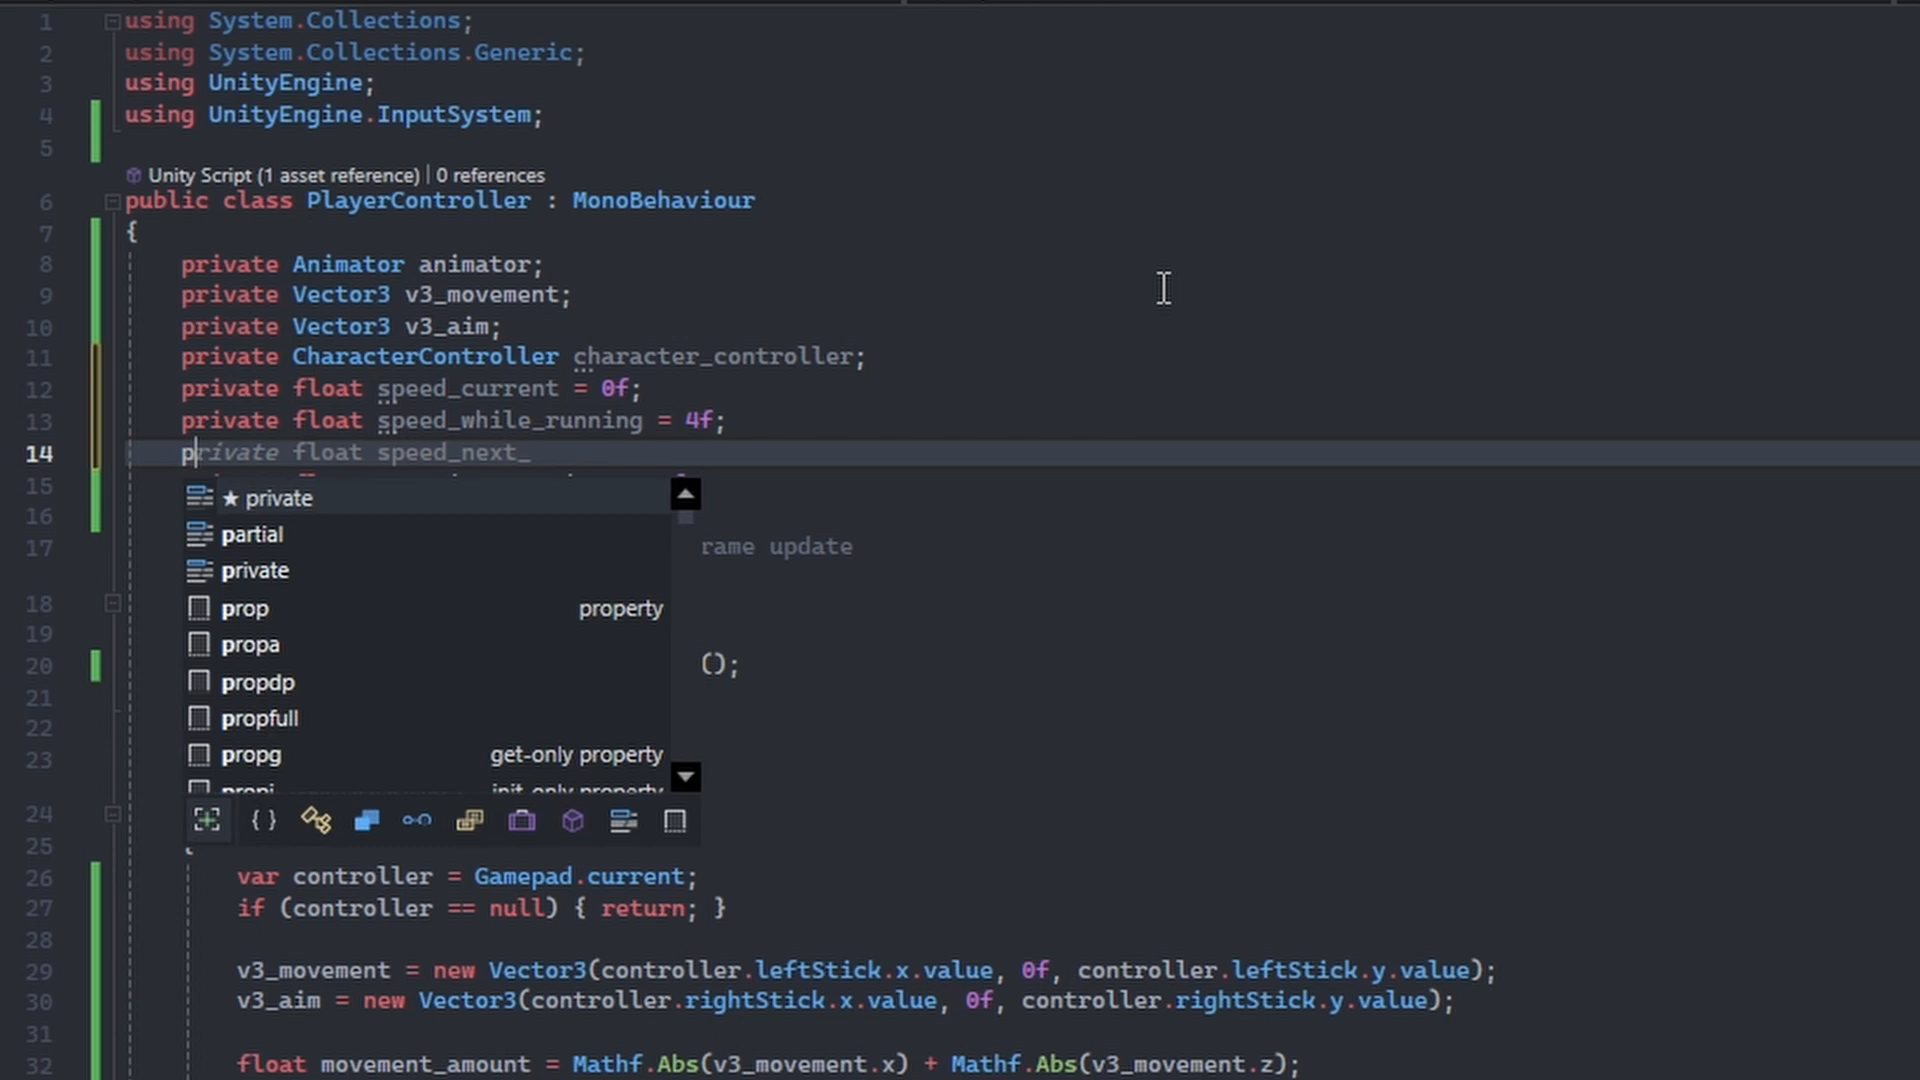 1 using System.Collections;
2 using System.Collections.Generic;
3 using UnityEngine;
4 using UnityEngine.InputSystem;
5
Unity Script (1 asset reference) | 0 references
6 public class PlayerController : MonoBehaviour
7 {
8 private Animator animator;
9 private Vector3 v3_movement;
10 private Vector3 v3_aim;
11 private CharacterController character_controller;
12 private float speed_current = 0f;
13 private float speed_while_running = 4f;
14 private float speed_next_
15
16
★ private
partial
17 rame update
private
18 prop property
19
propa
20 ();
21 propdp
22 propfull
23 propg get-only property
24
25
26 var controller = Gamepad.current;
27 if (controller == null) { return; }
28
29 v3_movement = new Vector3(controller.leftStick.x.value, 0f, controller.leftStick.y.value);
30 v3_aim = new Vector3(controller.rightStick.x.value, 0f, controller.rightStick.y.value);
31
32 float movement_amount = Mathf.Abs(v3_movement.x) + Mathf.Abs(v3_movement.z);